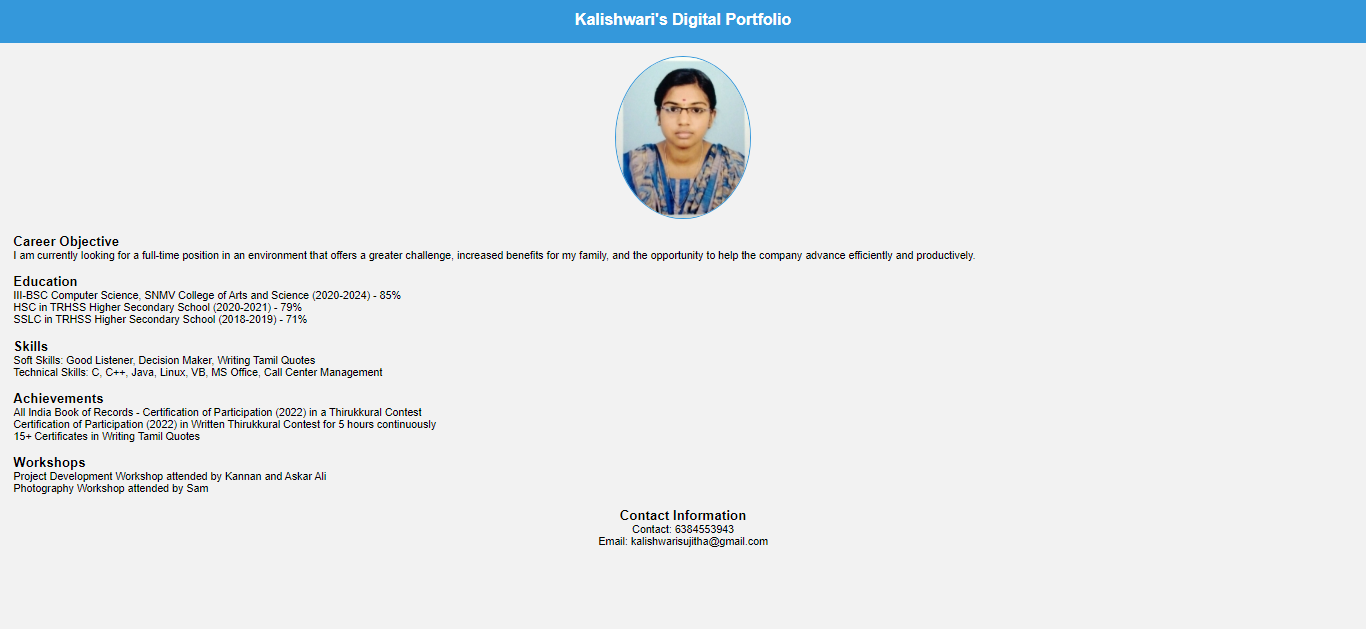 Kalishwari's Digital Portfolio
Career Objective
I am currently looking for a full-time position in an environment that offers a greater challenge, increased benefits for my family, and the opportunity to help the company advance efficiently and productively.
Education
III-BSC Computer Science, SNMV College of Arts and Science (2020-2024) - 85%
HSC in TRHSS Higher Secondary School (2020-2021) - 79%
SSLC in TRHSS Higher Secondary School (2018-2019) - 71%
Skills
Soft Skills: Good Listener, Decision Maker, Writing Tamil Quotes
Technical Skills: C, C++, Java, Linux, VB, MS Office, Call Center Management
Achievements
All India Book of Records - Certification of Participation (2022) in a Thirukkural Contest
Certification of Participation (2022) in Written Thirukkural Contest for 5 hours continuously
15+ Certificates in Writing Tamil Quotes
Workshops
Project Development Workshop attended by Kannan and Askar Ali
Photography Workshop attended by Sam
Contact Information
Contact: 6384553943
Email: kalishwarisujitha@gmail.com